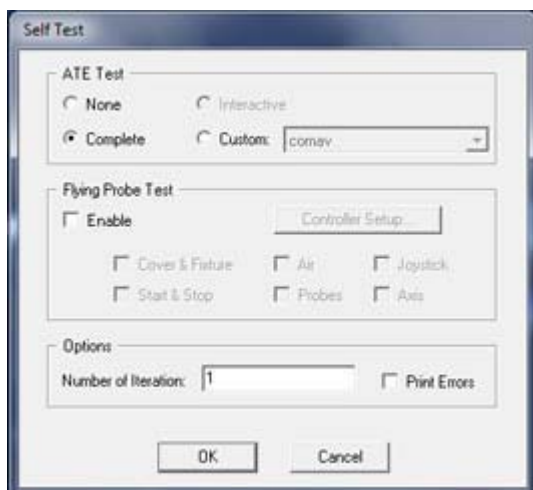 Self Test
ATE Test
None Interactive
Complete Custom: comav
Flying Probe Test
Enable Controller Setup...
Cover & Fixture Air Joystick
Start & Stop Probes Axis
Options
Number of Iteration: 1 Print Errors
OK Cancel